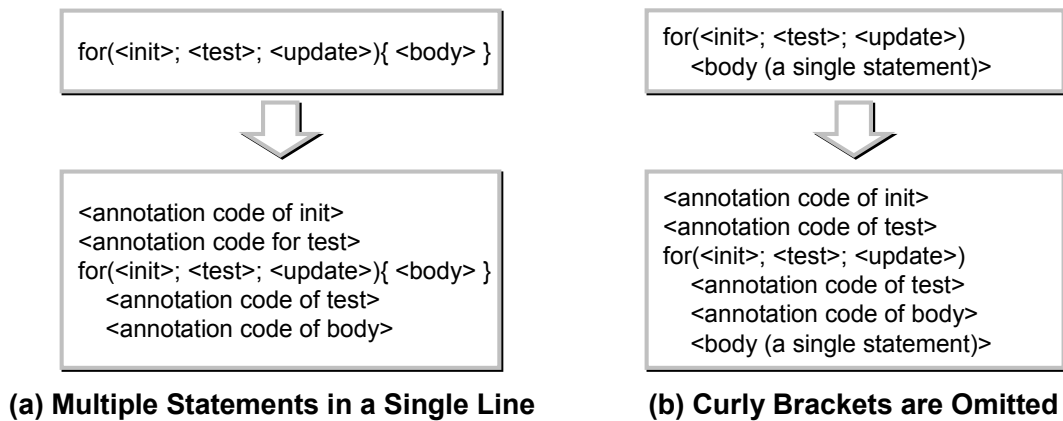 for(<init>; <test>; <update>){ <body> }
<annotation code of init>
<annotation code for test>
for(<init>; <test>; <update>){ <body> }
<annotation code of test>
<annotation code of body>
(a) Multiple Statements in a Single Line
for(<init>; <test>; <update>)
<body (a single statement)>
<annotation code of init>
<annotation code of test>
for(<init>; <test>; <update>)
<annotation code of test>
<annotation code of body>
<body (a single statement)>
(b) Curly Brackets are Omitted